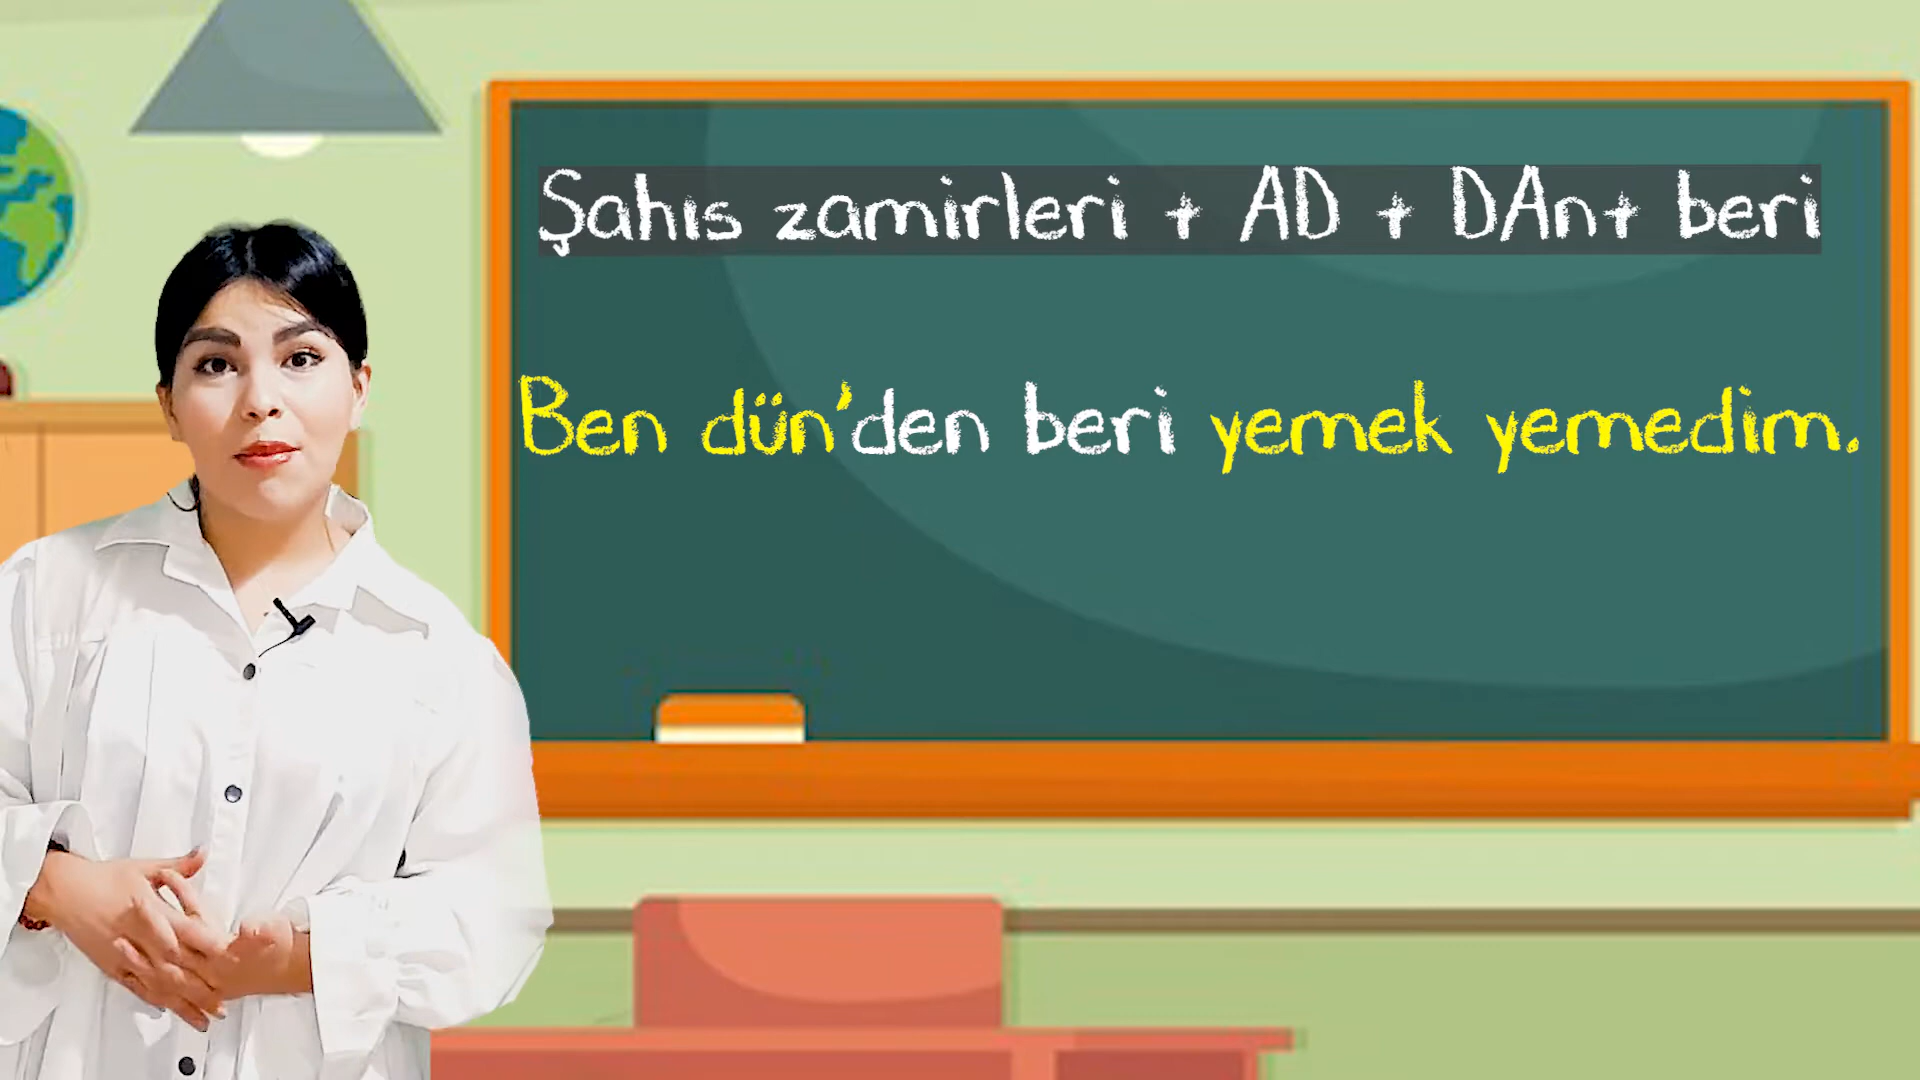 Şahıs zamirleri + AD + DAn+ beri
Ben dün'den beri yemek yemedim.